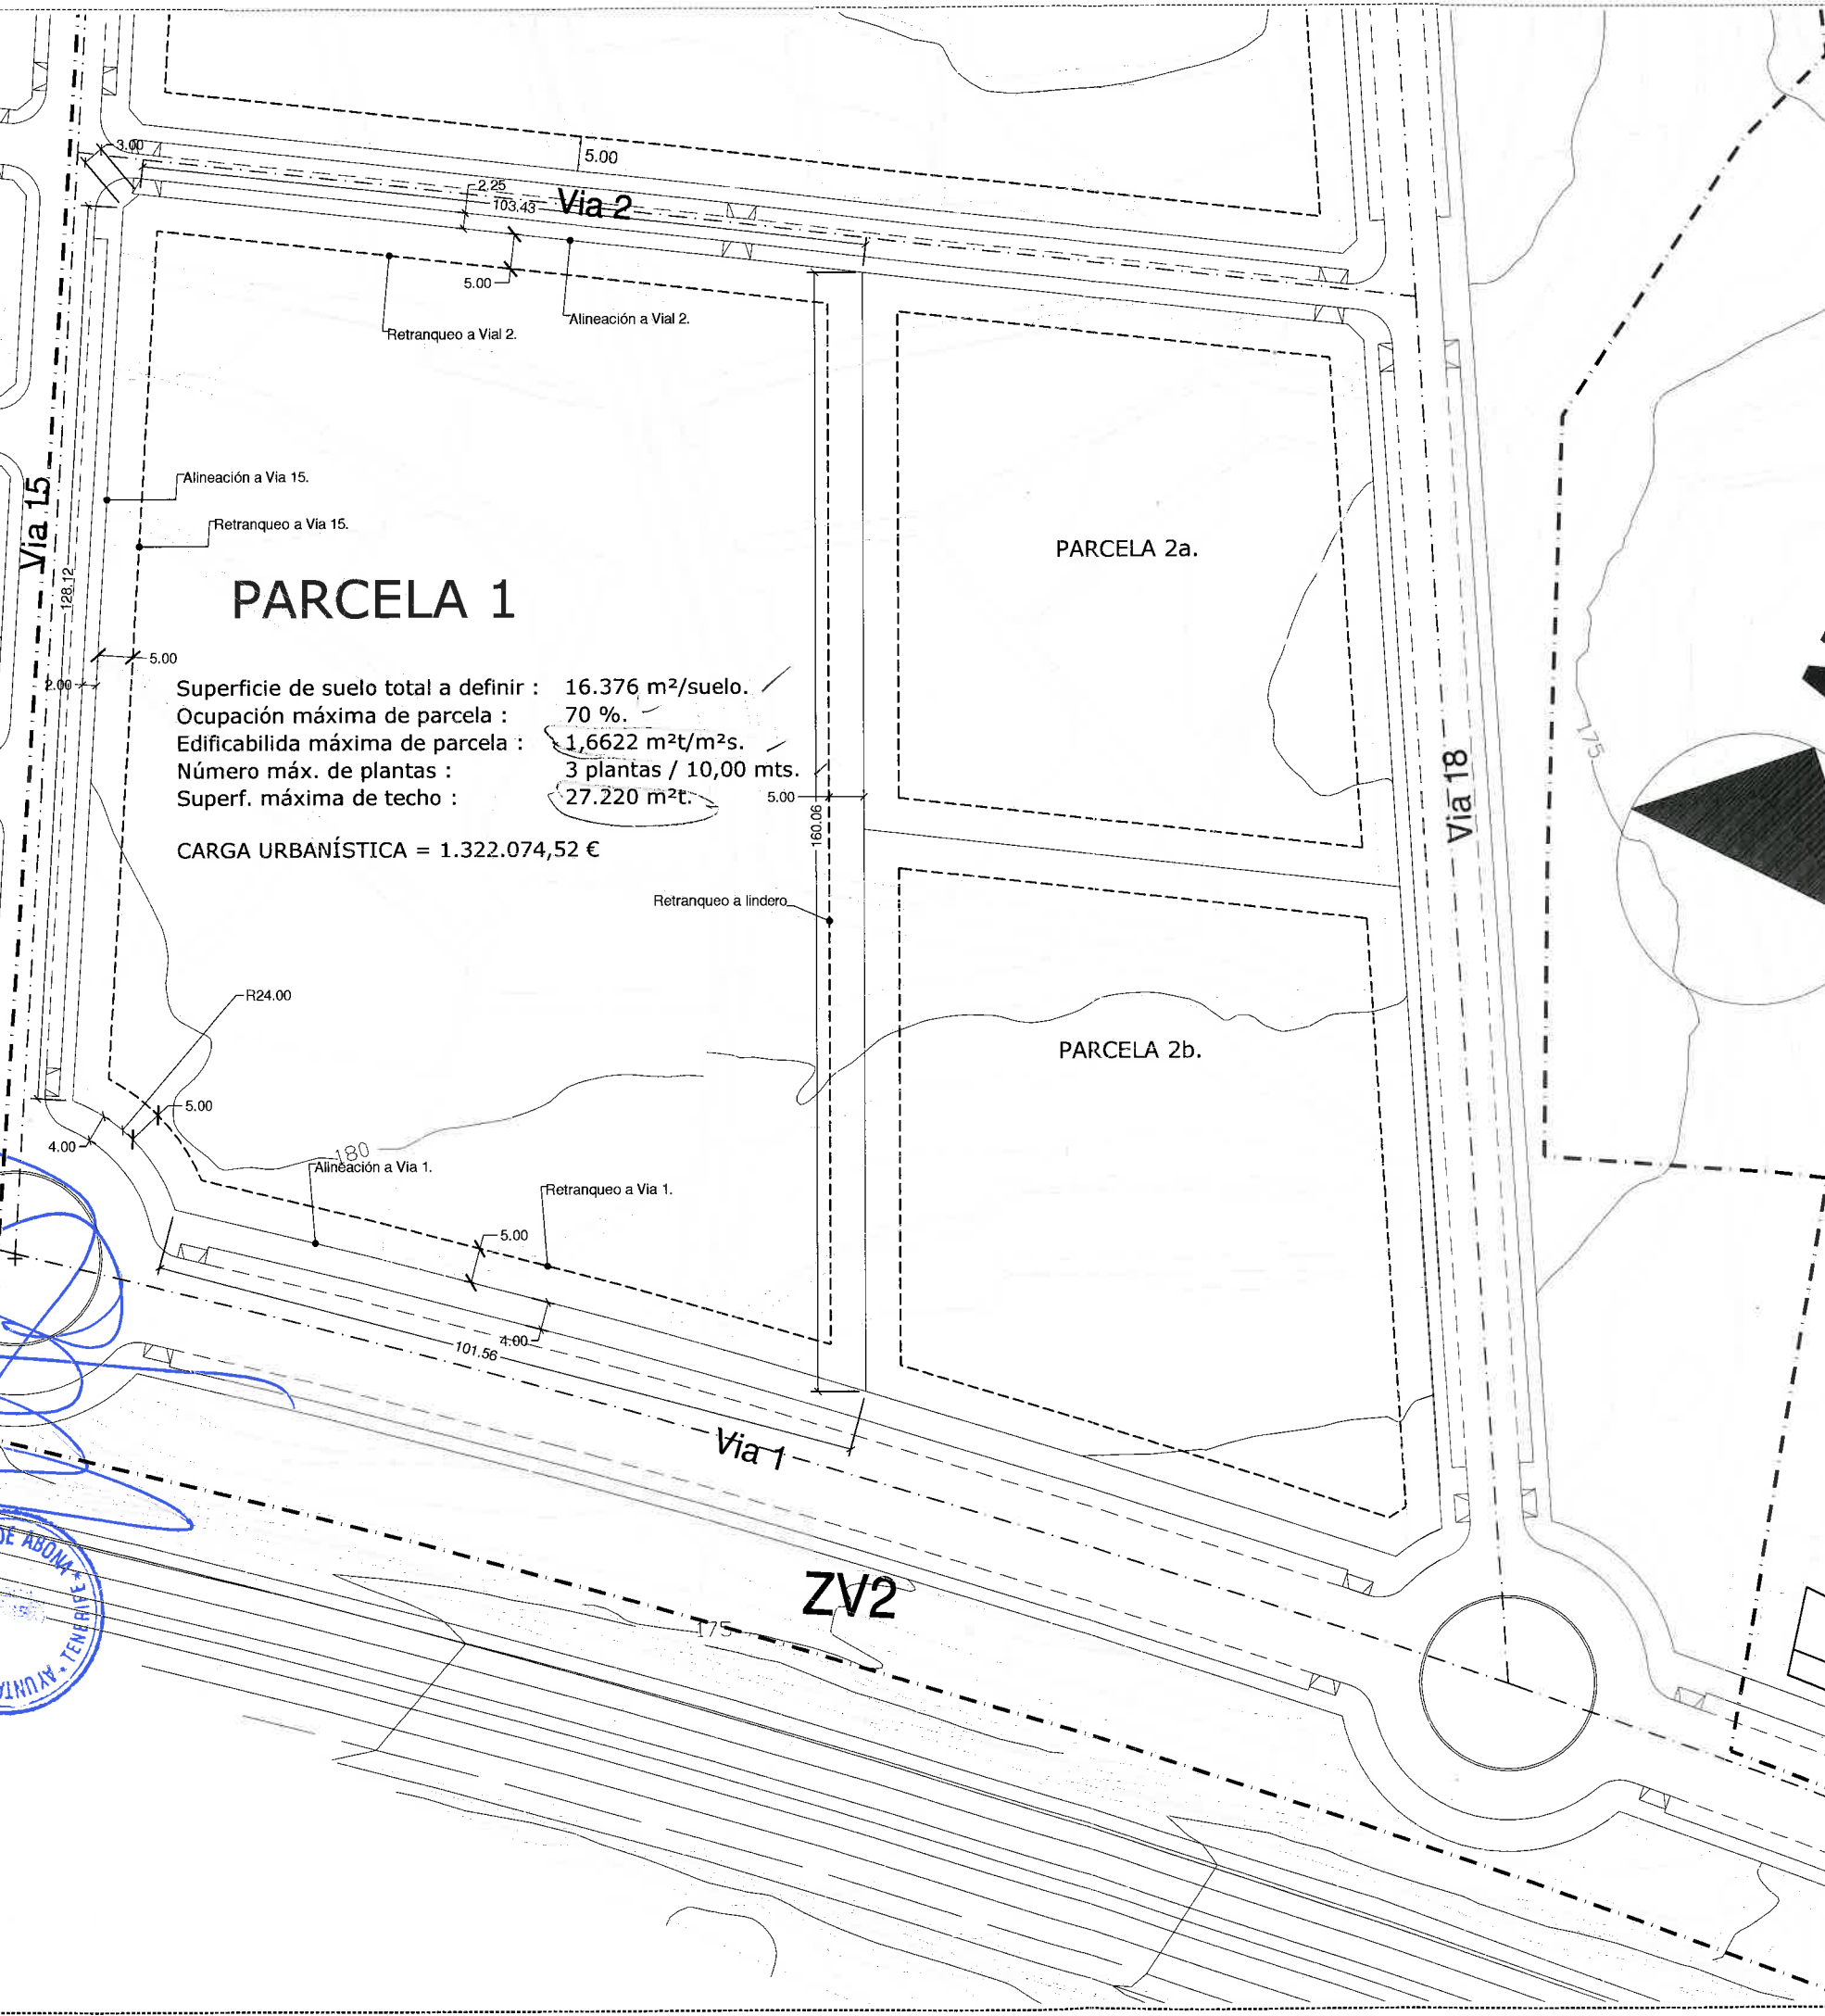 3.00
5.00
2.25
103.43
Via 2
5.00
Retranqueo a Vial 2.
Alineación a Vial 2.
Via 15
Alineación a Via 15.
Retranqueo a Via 15.
128.12
PARCELA 1
PARCELA 2a.
5.00
2.00
Superficie de suelo total a definir : 16.376 m²/suelo.
Ocupación máxima de parcela : 70 %.
Edificabilida máxima de parcela : 1,6622 m²t/m²s.
Número máx. de plantas : 3 plantas / 10,00 mts.
Superf. máxima de techo : 27.220 m²t.
5.00
160.06
CARGA URBANÍSTICA = 1.322.074,52 €
Via 18
175
Retranqueo a lindero
R24.00
PARCELA 2b.
5.00
4.00
180
Alineación a Via 1.
Retranqueo a Via 1.
5.00
4.00
101.56
Via 1
DE ABONA * TENERIFE * AYUNTA
ZV2
175